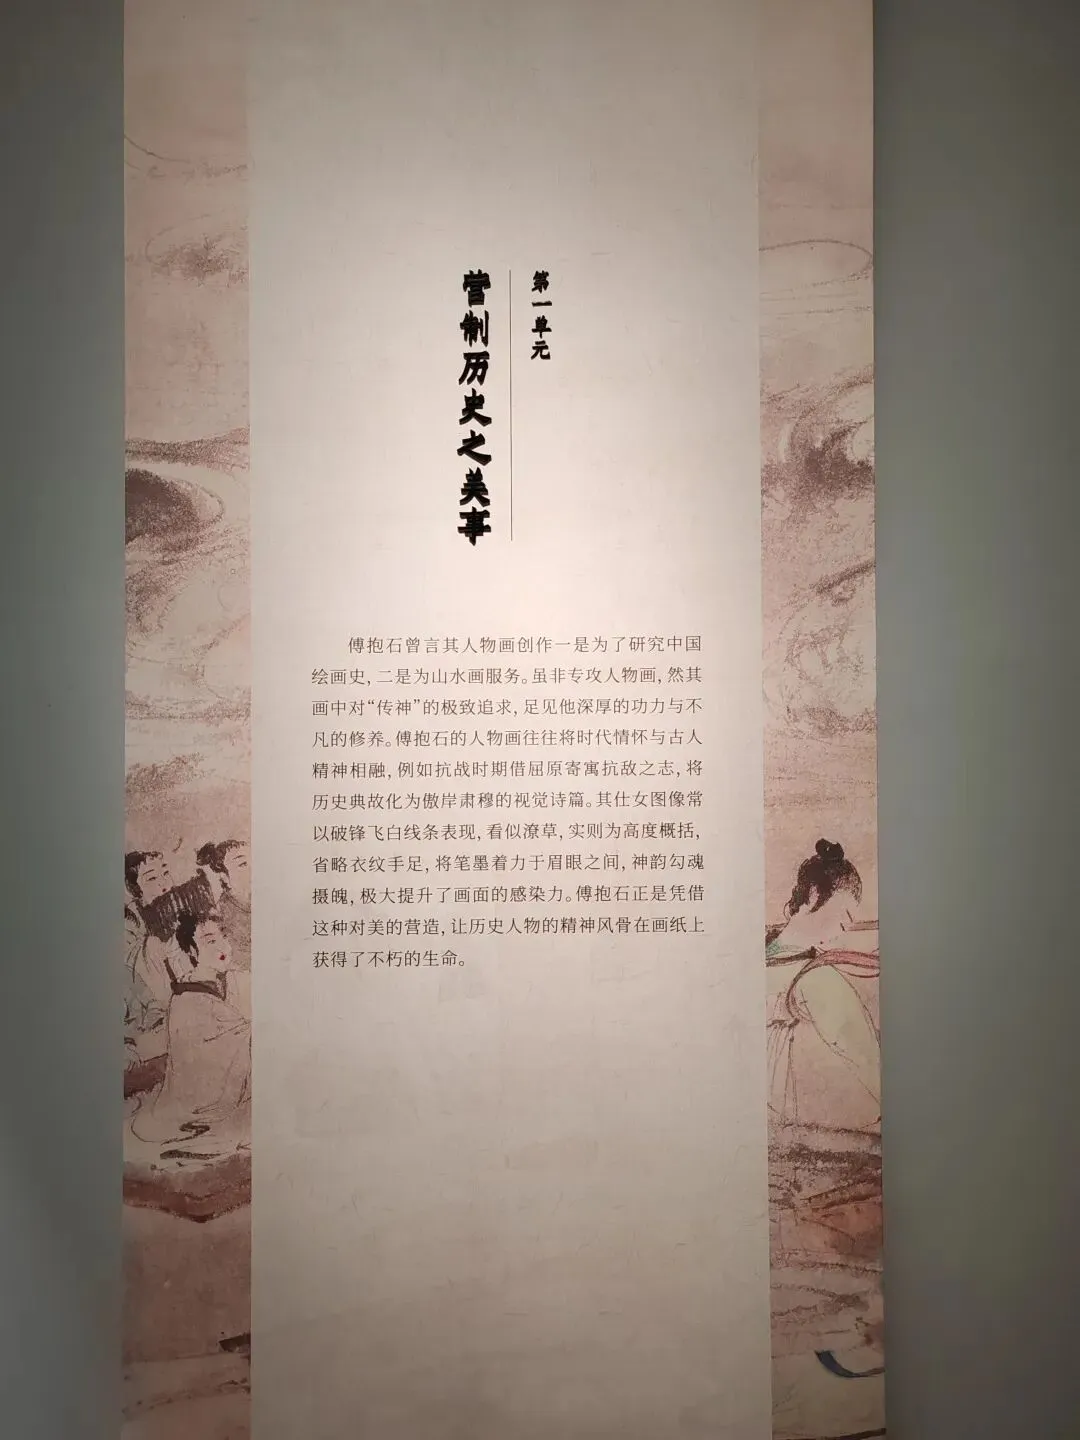 第一单元
营制历史之美事
傅抱石曾言其人物画创作一是为了研究中国
绘画史，二是为山水画服务。虽非专攻人物画，然其
画中对“传神”的极致追求，足见他深厚的功力与不
凡的修养。傅抱石的人物画往往将时代情怀与古人
精神相融，例如抗战时期借屈原寄寓抗敌之志，将
历史典故化为傲岸肃穆的视觉诗篇。其仕女图像常
以破锋飞白线条表现，看似潦草，实则为高度概括，
省略衣纹手足，将笔墨着力于眉眼之间，神韵勾魂
摄魄，极大提升了画面的感染力。傅抱石正是凭借
这种对美的营造，让历史人物的精神风骨在画纸上
获得了不朽的生命。